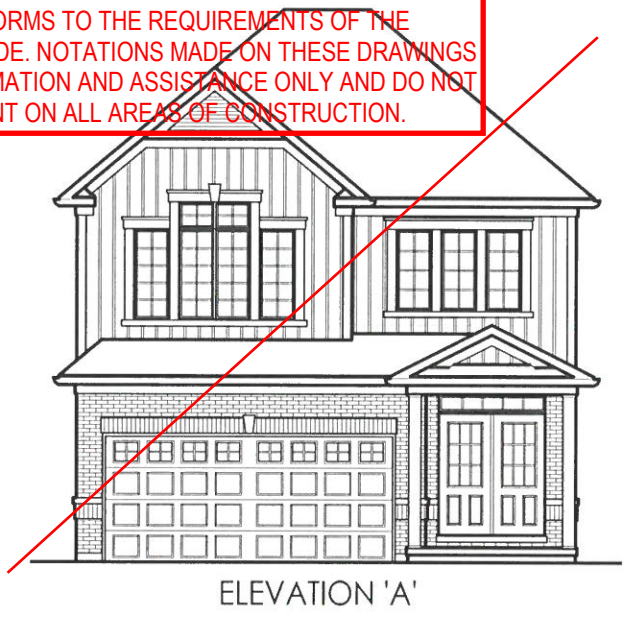 ORMS TO THE REQUIREMENTS OF THE
DE. NOTATIONS MADE ON THESE DRAWINGS
MATION AND ASSISTANCE ONLY AND DO NOT
NT ON ALL AREAS OF CONSTRUCTION.
ELEVATION 'A'